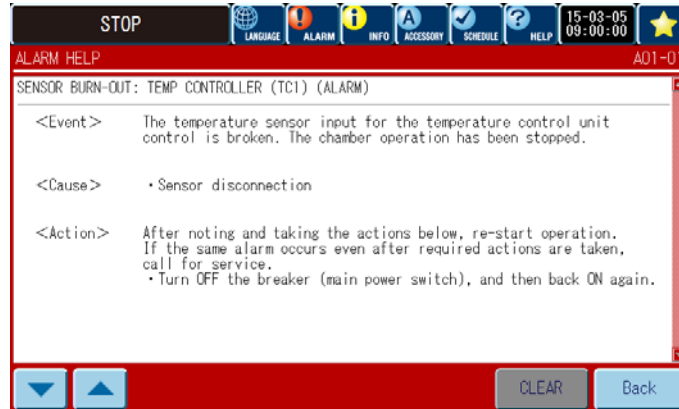 STOP
LANGUAGE ALARM INFO ACCESSORY SCHEDULE HELP
15-03-05
09:00:00
ALARM HELP A01-01
SENSOR BURN-OUT: TEMP CONTROLLER (TC1) (ALARM)
<Event> The temperature sensor input for the temperature control unit
control is broken. The chamber operation has been stopped.
<Cause> ・Sensor disconnection
<Action> After noting and taking the actions below, re-start operation.
If the same alarm occurs even after required actions are taken,
call for service.
・Turn OFF the breaker (main power switch), and then back ON again.
CLEAR Back